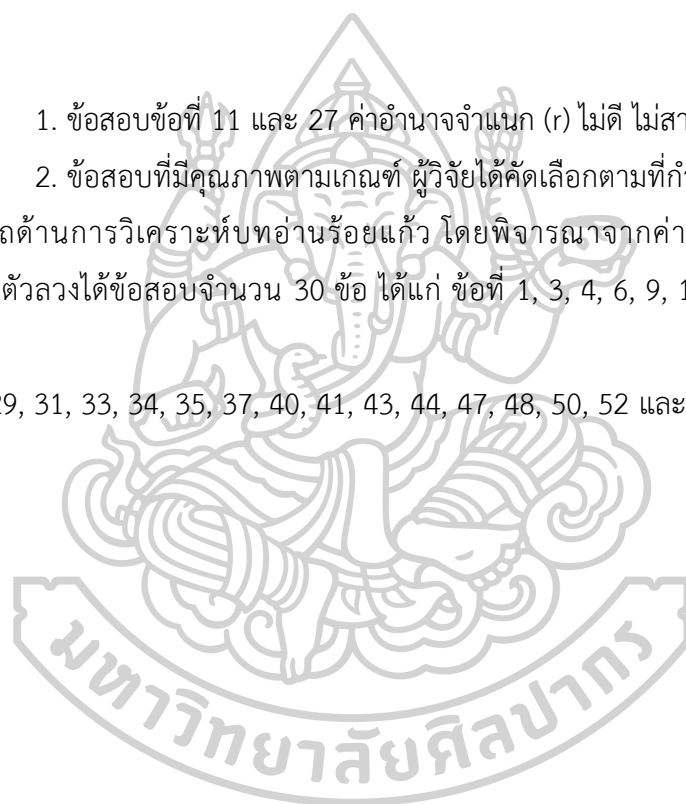 1. ข้อสอบข้อที่ 11 และ 27 ค่าอำนาจจำแนก (r) ไม่ดี ไม่สา
2. ข้อสอบที่มีคุณภาพตามเกณฑ์ ผู้วิจัยได้คัดเลือกตามที่กำ
ถด้านการวิเคราะห์บทอ่านร้อยแก้ว โดยพิจารณาจากค่า
ตัวลวงได้ข้อสอบจำนวน 30 ข้อ ได้แก่ ข้อที่ 1, 3, 4, 6, 9, 1
29, 31, 33, 34, 35, 37, 40, 41, 43, 44, 47, 48, 50, 52 และ
มหาวิทยาลัยศิลปากร